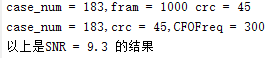 case_num = 183,fram = 1000 crc = 45
case_num = 183,crc = 45,CFOFreq = 300
以上是SNR = 9.3 的结果